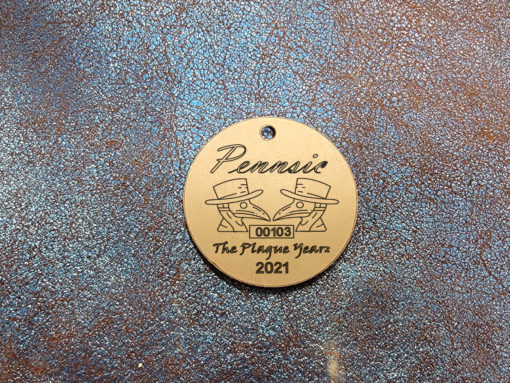 Pennsic
00103
The Plague Years
2021